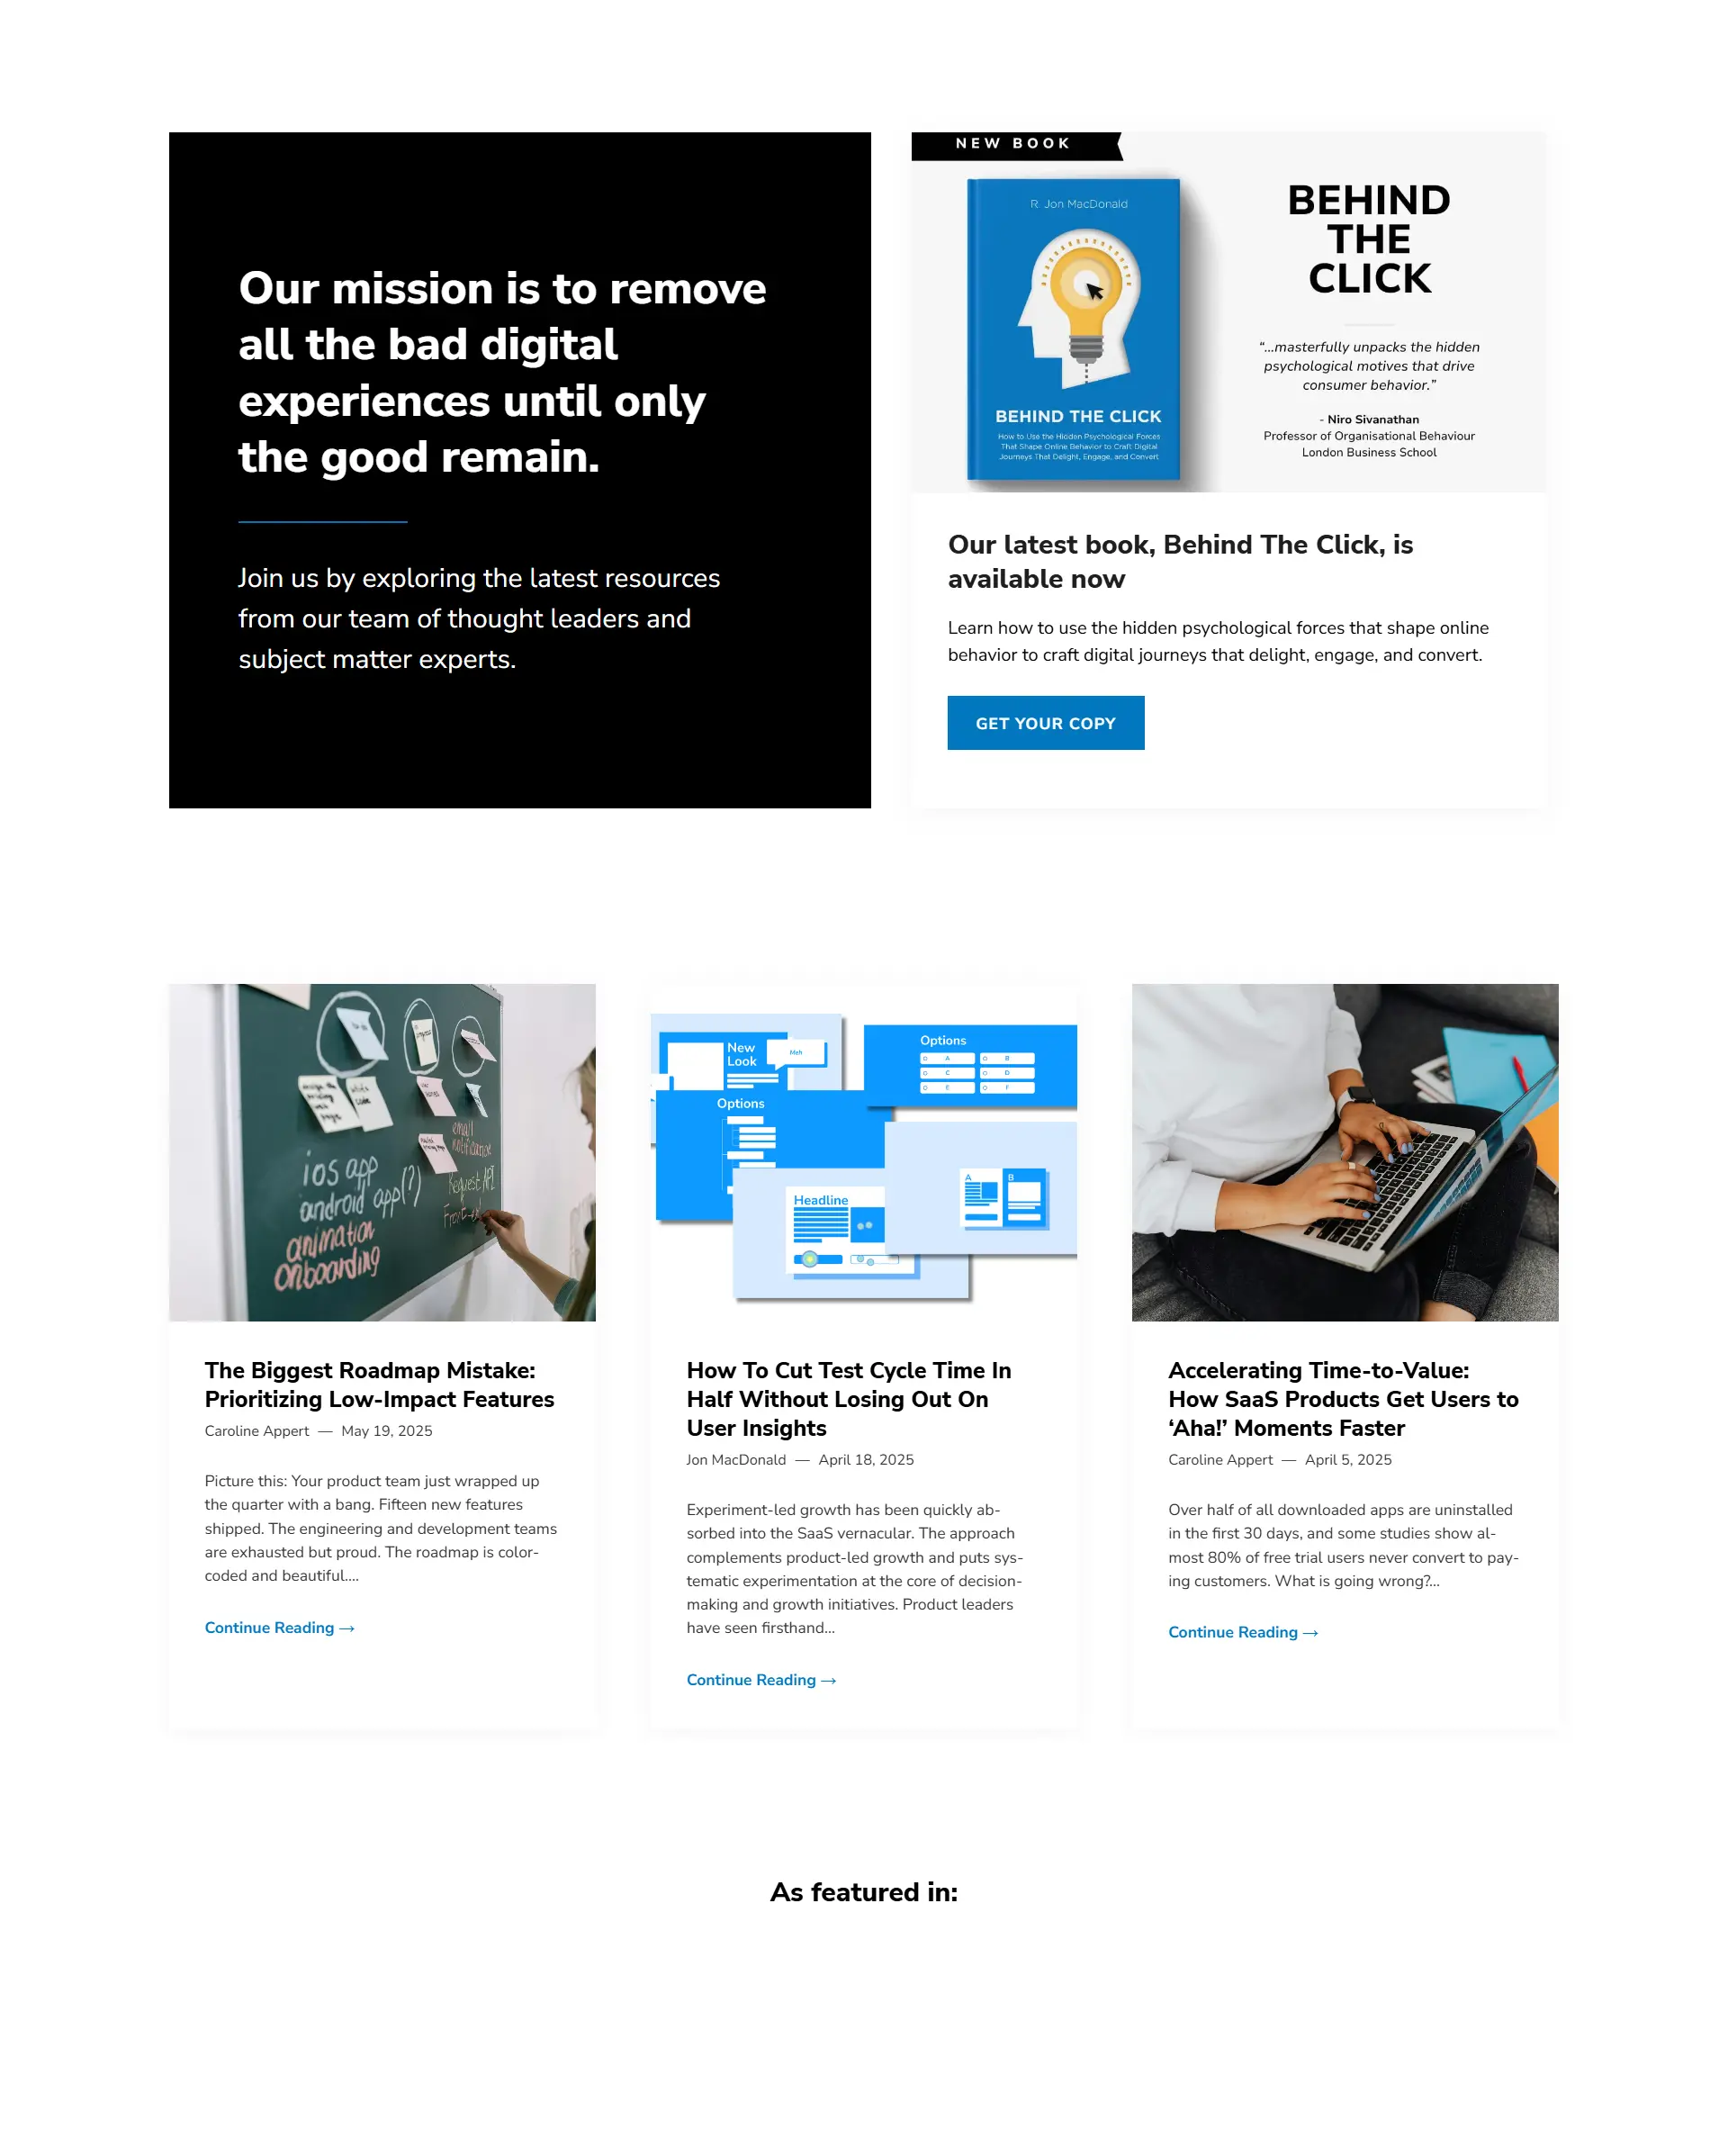 Our mission is to remove
all the bad digital
experiences until only
the good remain.
Join us by exploring the latest resources
from our team of thought leaders and
subject matter experts.
NEW BOOK
R. Jon MacDonald
BEHIND THE CLICK
How to Use the Hidden Psychological Forces
That Shape Online Behavior to Craft Digital
Journeys That Delight, Engage, and Convert
BEHIND
THE
CLICK
“...masterfully unpacks the hidden
psychological motives that drive
consumer behavior.”
- Niro Sivanathan
Professor of Organisational Behaviour
London Business School
Our latest book, Behind The Click, is
available now
Learn how to use the hidden psychological forces that shape online
behavior to craft digital journeys that delight, engage, and convert.
GET YOUR COPY
ios app
android app(?)
animation
onboarding
email
notification
Request API
The Biggest Roadmap Mistake:
Prioritizing Low-Impact Features
Caroline Appert — May 19, 2025
Picture this: Your product team just wrapped up
the quarter with a bang. Fifteen new features
shipped. The engineering and development teams
are exhausted but proud. The roadmap is color-
coded and beautiful....
Continue Reading →
New
Look
Meh
Options
Options
A B
C D
E F
Headline
A B
How To Cut Test Cycle Time In
Half Without Losing Out On
User Insights
Jon MacDonald — April 18, 2025
Experiment-led growth has been quickly ab-
sorbed into the SaaS vernacular. The approach
complements product-led growth and puts sys-
tematic experimentation at the core of decision-
making and growth initiatives. Product leaders
have seen firsthand...
Continue Reading →
Accelerating Time-to-Value:
How SaaS Products Get Users to
‘Aha!’ Moments Faster
Caroline Appert — April 5, 2025
Over half of all downloaded apps are uninstalled
in the first 30 days, and some studies show al-
most 80% of free trial users never convert to pay-
ing customers. What is going wrong?...
Continue Reading →
As featured in: